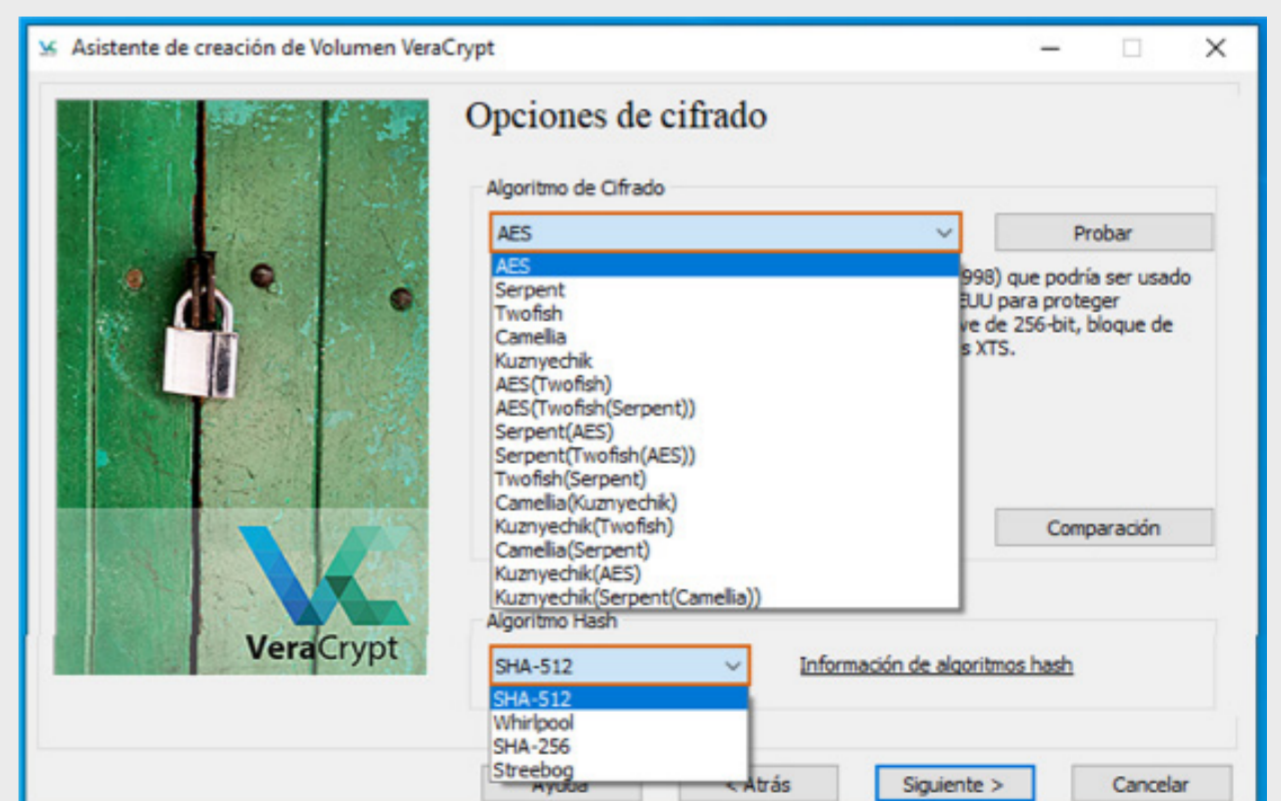 Asistente de creación de Volumen VeraCrypt
Opciones de cifrado
Algoritmo de Cifrado
AES
Probar
AES
Serpent
Twofish
Camellia
Kuznyechik
AES(Twofish)
AES(Twofish(Serpent))
Serpent(AES)
Serpent(Twofish(AES))
Twofish(Serpent)
Camellia(Kuznyechik)
Kuznyechik(Twofish)
Camellia(Serpent)
Kuznyechik(AES)
Kuznyechik(Serpent(Camellia))
998) que podría ser usado
para proteger
de 256-bit, bloque de
XTS.
Comparación
VeraCrypt
Algoritmo Hash
SHA-512
Información de algoritmos hash
SHA-512
Whirlpool
SHA-256
Streebog
Ayuda
< Atrás
Siguiente >
Cancelar